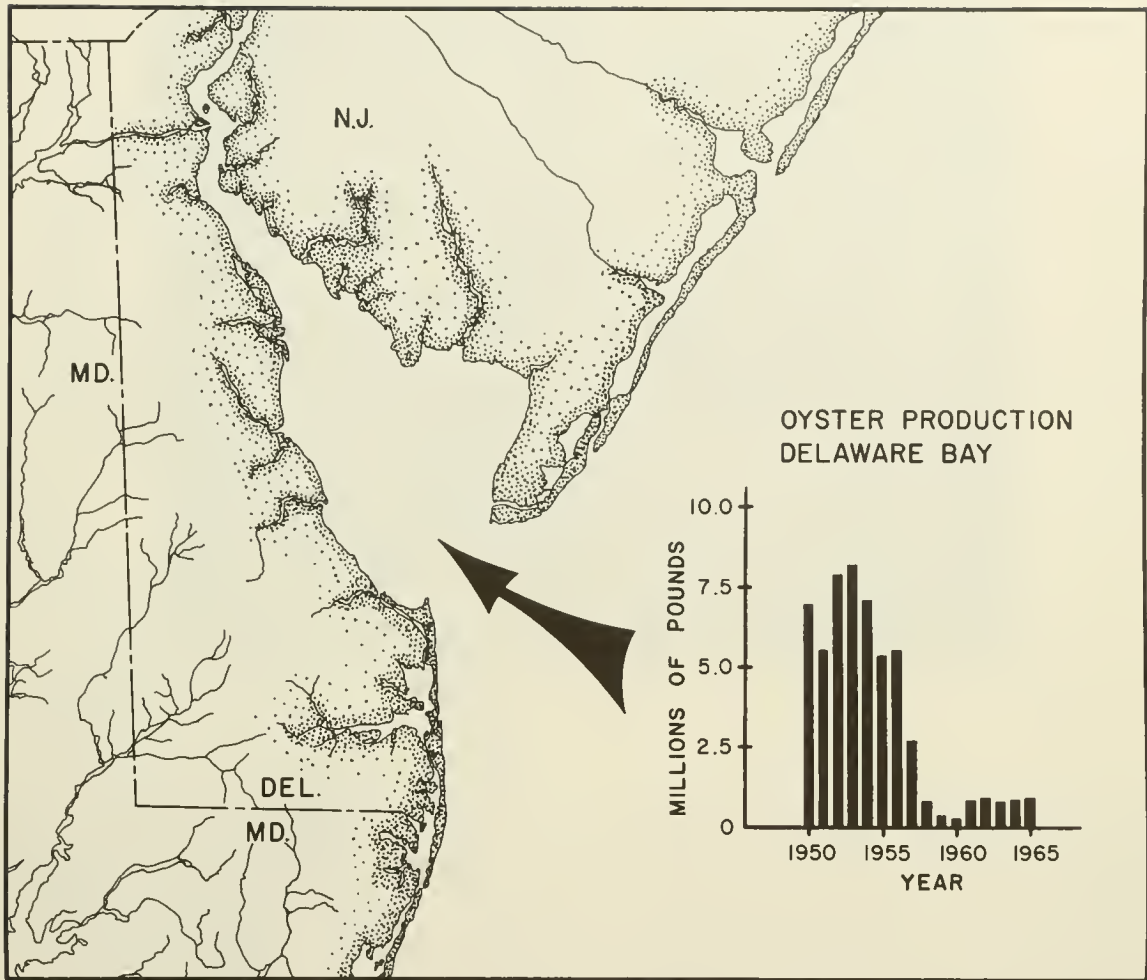 N.J.
MD.
DEL.
MD.
OYSTER PRODUCTION
DELAWARE BAY
MILLIONS OF POUNDS
10.0
7.5
5.0
2.5
0
1950 1955 1960 1965
YEAR